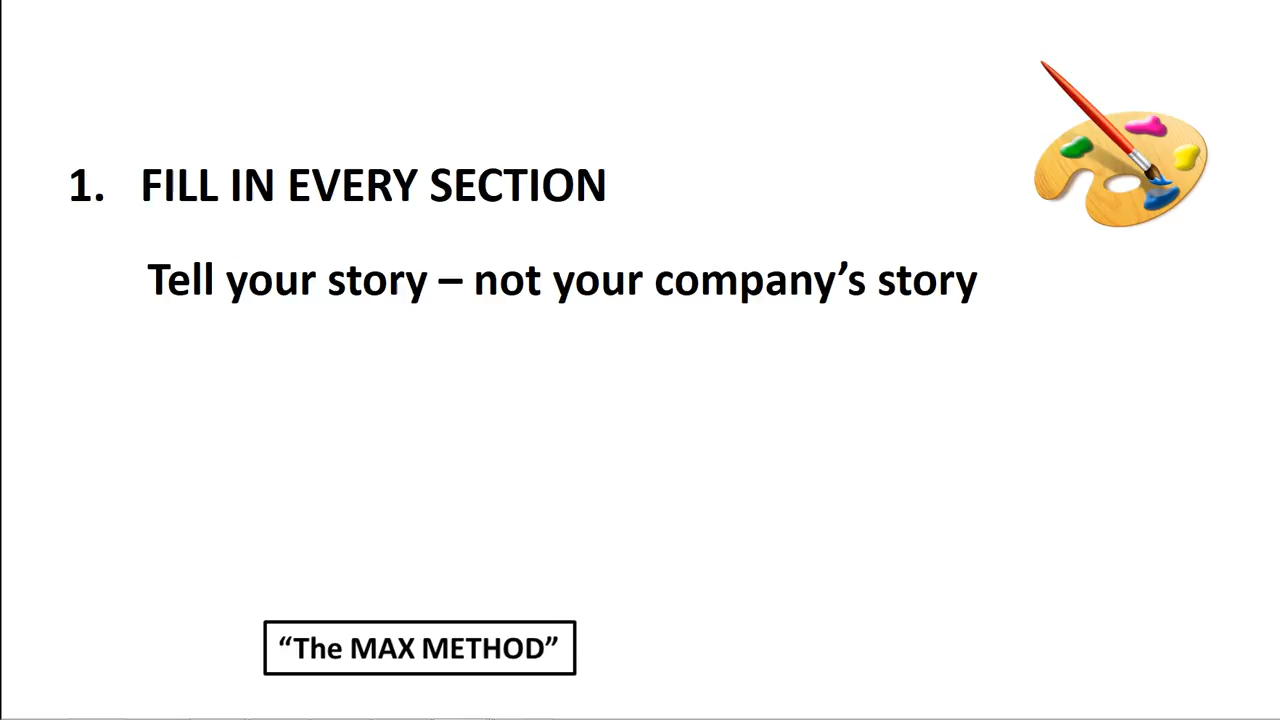 1. FILL IN EVERY SECTION
Tell your story – not your company’s story
“The MAX METHOD”